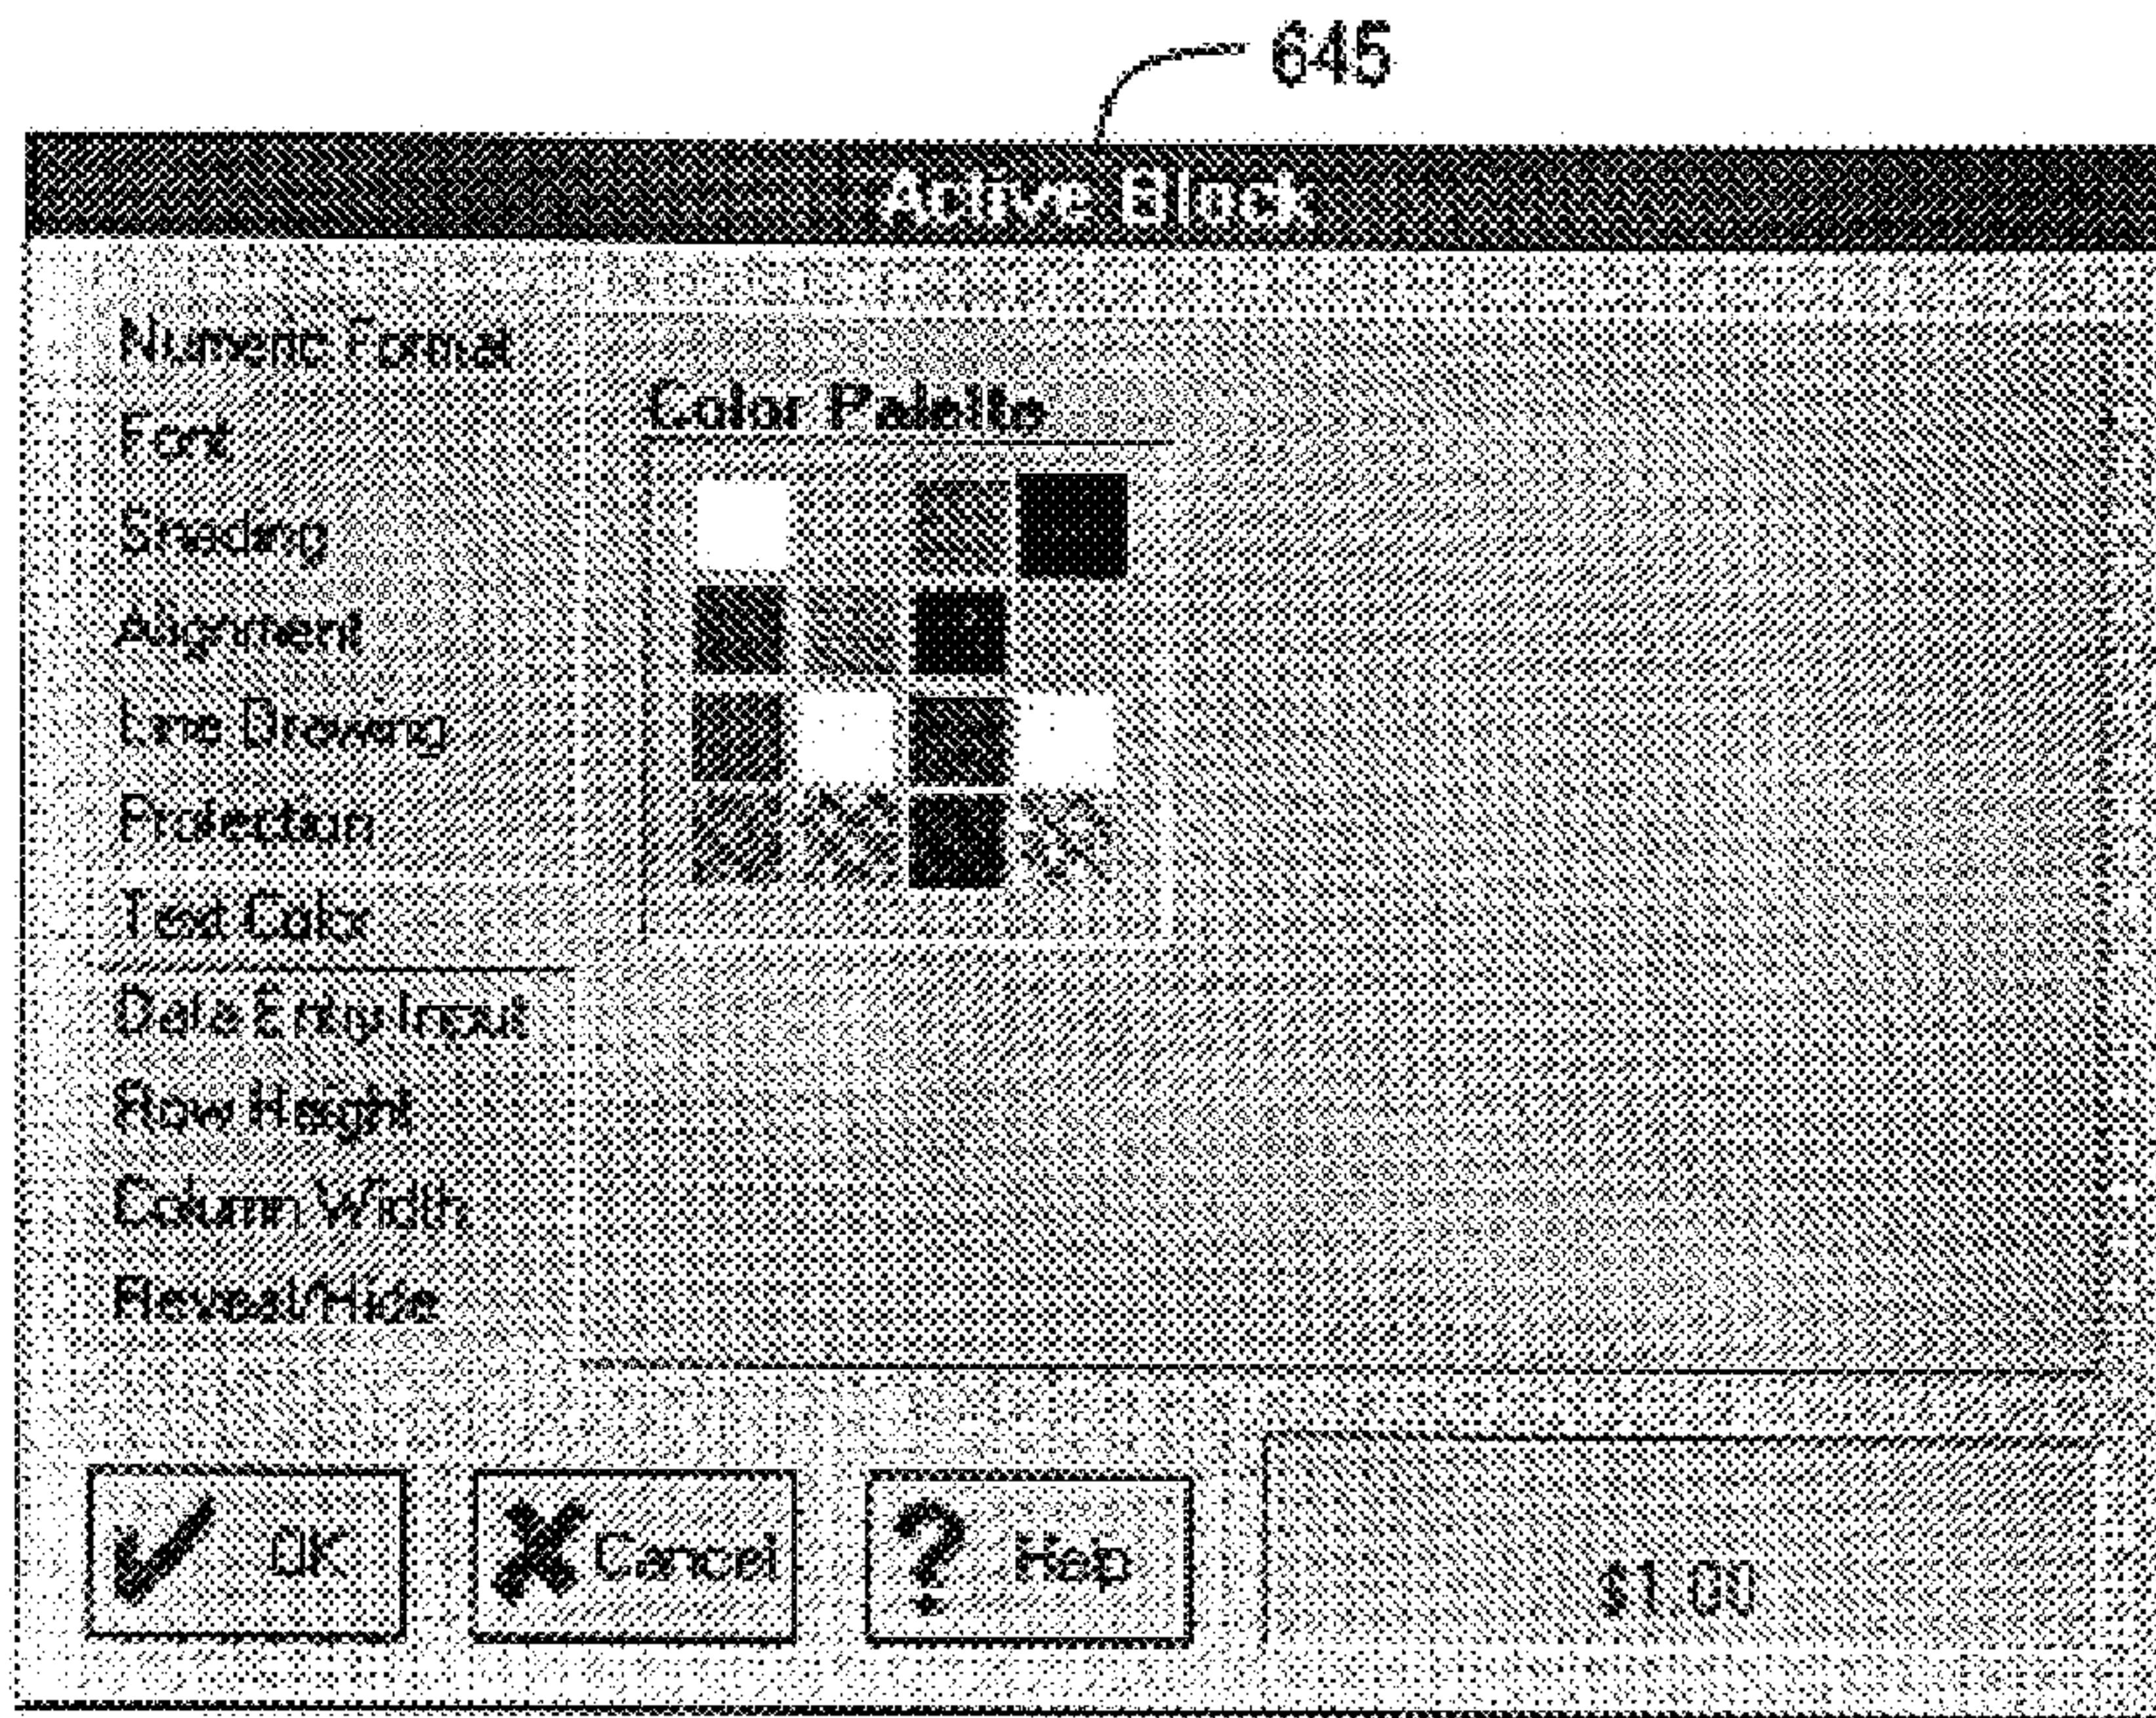 645
Active Block
Numeric Format
Font
Shading
Alignment
Line Drawing
Protection
Text Color
Data Entry Input
Row Height
Column Width
Reveal/Hide
Color Palette
OK
Cancel
? Help
$1.00